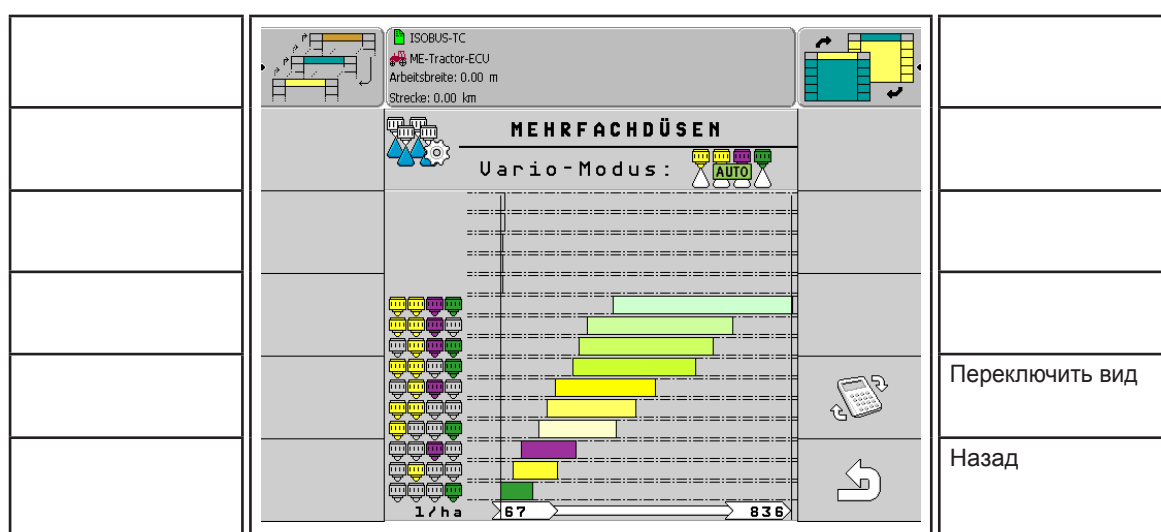 ISOBUS-TC
ME-Tractor-ECU
Arbeitsbreite: 0.00 m
Strecke: 0.00 km
MEHRFACHDÜSEN
Vario-Modus:
AUTO
Переключить вид
Назад
l/ha 67 836